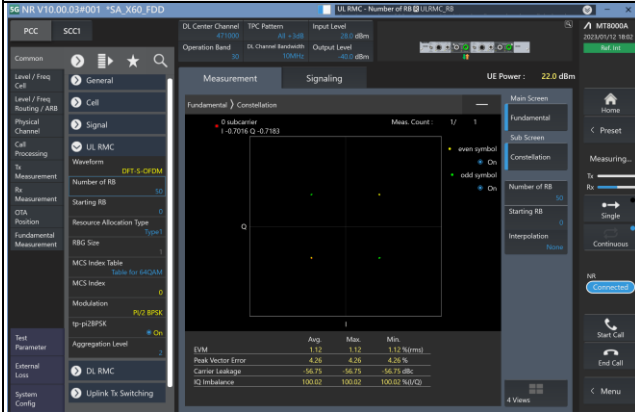 SG NR V10.00.03#001 *SA_X60_FDD
UL RMC - Number of RB @ULRMC_RB
PCC
SCC1
DL Center Channel
TPC Pattern
Input Level
471000
All +3dB
28.0 dBm
Operation Band
DL Channel Bandwidth
Output Level
30
10MHz
-40.0 dBm
MT8000A
2023/01/12 18:02
Ref. Int
Common
Level / Freq
Cell
Level / Freq
Routing / ARB
Physical
Channel
Call
Processing
Tx
Measurement
Rx
Measurement
OTA
Position
Fundamental
Measurement
Test
Parameter
External
Loss
System
Config
General
Cell
Signal
UL RMC
Waveform
DFT-S-OFDM
Number of RB
50
Starting RB
0
Resource Allocation Type
Type1
RBG Size
1
MCS Index Table
Table for 64QAM
MCS Index
0
Modulation
PI/2 BPSK
tp-pi2BPSK
On
Aggregation Level
2
DL RMC
Uplink Tx Switching
Measurement
Signaling
UE Power : 22.0 dBm
Fundamental > Constellation
0 subcarrier
I -0.7016 Q -0.7183
Meas. Count : 1/ 1
even symbol
On
odd symbol
On
Q
I
Avg. Max. Min.
EVM 1.12 1.12 1.12 %(rms)
Peak Vector Error 4.26 4.26 4.26 %
Carrier Leakage -56.75 -56.75 -56.75 dBc
IQ Imbalance 100.02 100.02 100.02 %(I/Q)
Main Screen
Fundamental
Sub Screen
Constellation
Number of RB
50
Starting RB
0
Interpolation
None
4 Views
Home
< Preset
Measuring...
Tx
Rx
Single
Continuous
NR
Connected
Start Call
End Call
< Menu